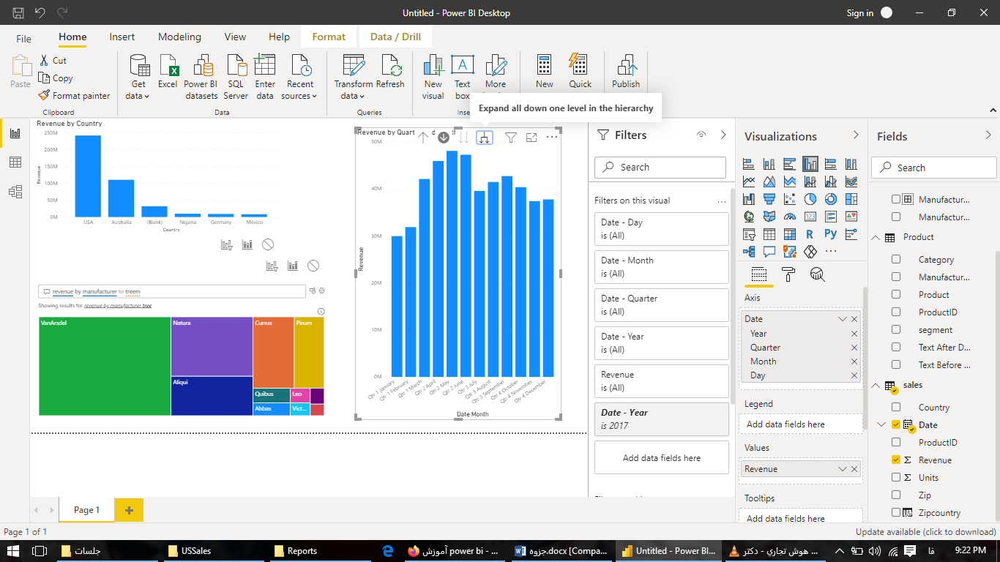 Untitled - Power BI Desktop
Sign in
File
Home
Insert
Modeling
View
Help
Format
Data / Drill
Paste
Cut
Copy
Format painter
Clipboard
Get data
Excel
Power BI datasets
SQL Server
Enter data
Recent sources
Data
Transform data
Refresh
Queries
New visual
Text box
More
New
Quick
Publish
Expand all down one level in the hierarchy
Revenue by Country
250M
200M
150M
100M
50M
0M
Revenue
USA
Australia
(Blank)
Nigeria
Germany
Mexico
Country
revenue by manufacturer to treem
Showing results for revenue by manufacturer tree
VanArsdel
Natura
Aliqui
Currus
Pirum
Quibus
Abbas
Leo
Vict...
Revenue by Quart
50M
40M
30M
20M
10M
0M
Revenue
Qtr 1 January
Qtr 1 February
Qtr 1 March
Qtr 2 April
Qtr 2 May
Qtr 2 June
Qtr 3 July
Qtr 3 August
Qtr 3 September
Qtr 4 October
Qtr 4 November
Qtr 4 December
Date Month
Filters
Search
Filters on this visual
Date - Day
is (All)
Date - Month
is (All)
Date - Quarter
is (All)
Date - Year
is (All)
Revenue
is (All)
Date - Year
is 2017
Add data fields here
Visualizations
R
Py
123
Axis
Date
Year
Quarter
Month
Day
Legend
Add data fields here
Values
Revenue
Tooltips
Add data fields here
Fields
Search
Manufactur...
Manufactur...
Product
Category
Manufactur...
Product
ProductID
segment
Text After D...
Text Before ...
sales
Country
Date
ProductID
Revenue
Units
Zip
Zipcountry
Page 1
Page 1 of 1
Update available (click to download)
جلسات
USSales
Reports
آموزش power bi - ...
جزوه.docx [Compa...
Untitled - Power BI...
هوش تجاري - دکتر ...
فا
9:22 PM